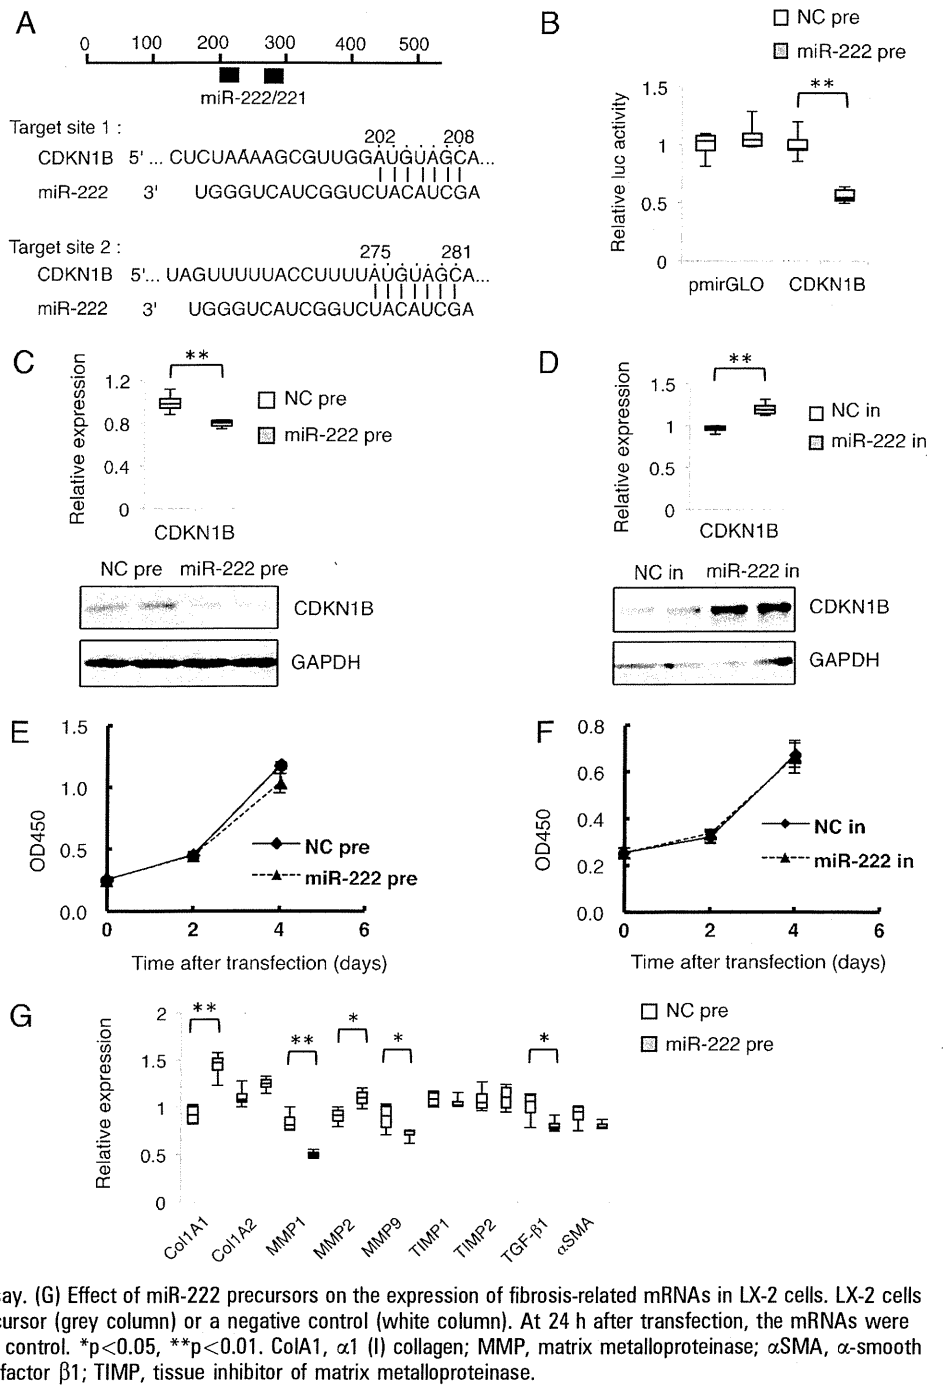 A
0 100 200 300 400 500
miR-222/221
Target site 1 :
202 208
CDKN1B 5' ... CUCUAAAAGCGUUGGAUGUAGCA...
miR-222 3' UGGGUCAUCGGUCUACAUCGA
Target site 2 :
275 281
CDKN1B 5'... UAGUUUUUACCUUUUAUGUAGCA...
miR-222 3' UGGGUCAUCGGUCUACAUCGA
B
NC pre
miR-222 pre
Relative luc activity
1.5
1
0.5
0
**
pmirGLO CDKN1B
C
Relative expression
1.2
0.8
0.4
0
**
NC pre
miR-222 pre
CDKN1B
NC pre miR-222 pre
CDKN1B
GAPDH
D
Relative expression
1.5
1
0.5
0
**
NC in
miR-222 in
CDKN1B
NC in miR-222 in
CDKN1B
GAPDH
E
OD450
1.5
1.0
0.5
0.0
NC pre
miR-222 pre
0 2 4 6
Time after transfection (days)
F
OD450
0.8
0.6
0.4
0.2
0.0
NC in
miR-222 in
0 2 4 6
Time after transfection (days)
G
Relative expression
2
1.5
1
0.5
0
** ** * * *
NC pre
miR-222 pre
Col1A1 Col1A2 MMP1 MMP2 MMP9 TIMP1 TIMP2 TGF-β1 αSMA
say. (G) Effect of miR-222 precursors on the expression of fibrosis-related mRNAs in LX-2 cells. LX-2 cells
cursor (grey column) or a negative control (white column). At 24 h after transfection, the mRNAs were
control. *p<0.05, **p<0.01. ColA1, α1 (I) collagen; MMP, matrix metalloproteinase; αSMA, α-smooth
factor β1; TIMP, tissue inhibitor of matrix metalloproteinase.